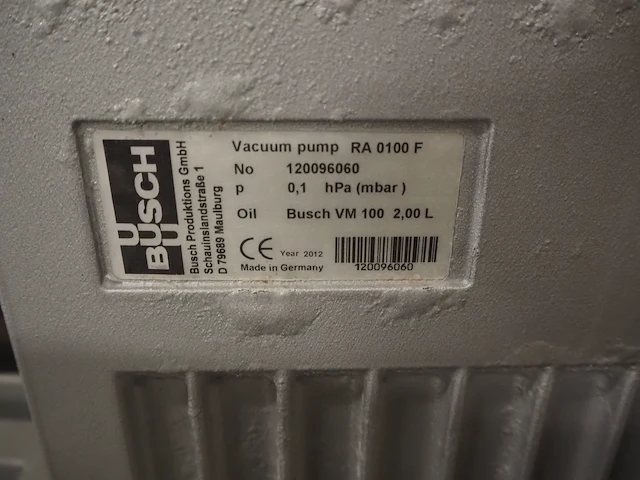 BUSCH
Busch Produktions GmbH
Schauinslandstraße 1
D 79689 Maulburg
Vacuum pump RA 0100 F
No 120096060
p 0,1 hPa (mbar )
Oil Busch VM 100 2,00 L
CE Year 2012
Made in Germany
120096060